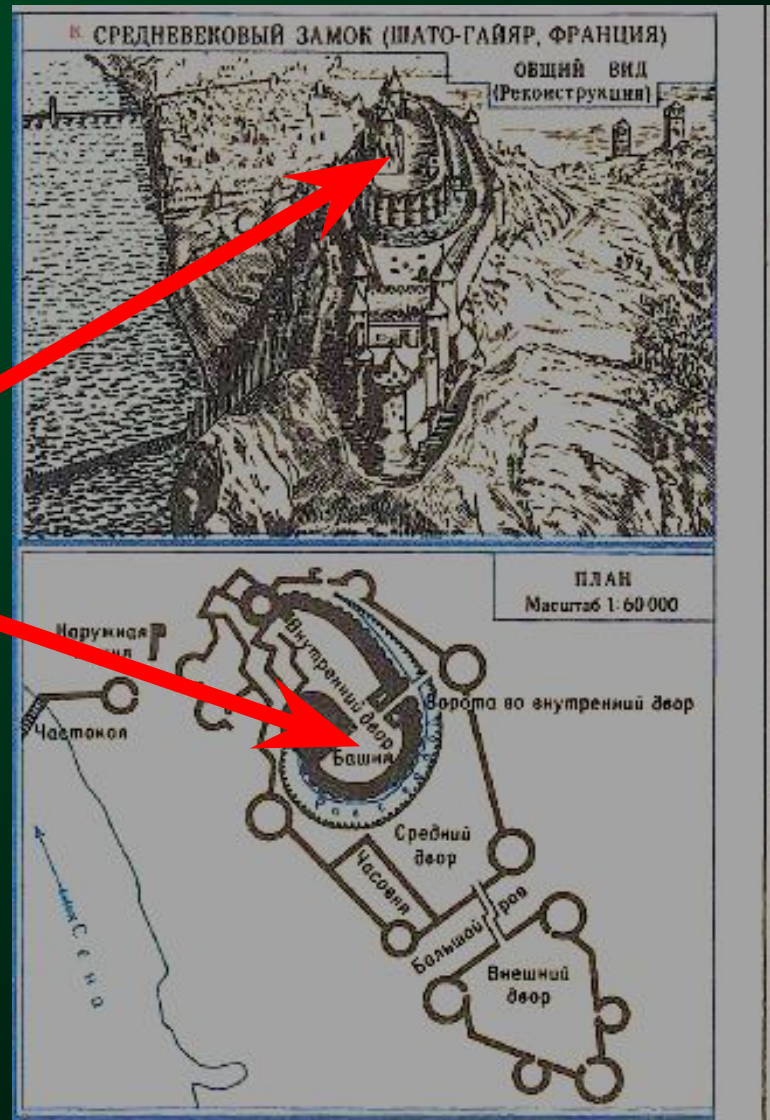 К СРЕДНЕВЕКОВЫЙ ЗАМОК (ШАТО-ГАЙЯР, ФРАНЦИЯ)
ОБЩИЙ ВИД
(Реконструкция)
ПЛАН
Масштаб 1:60 000
Наружная
Частокол
Внутренний двор
Ворота во внутренний двор
Башня
Ров
Средний
двор
Часовня
Большой ров
Внешний
двор
Сена